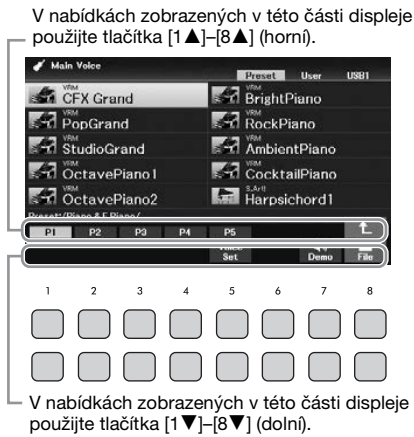 V nabídkách zobrazených v této části displeje
použijte tlačítka [1▲]–[8▲] (horní).
Main Voice
Preset User USB1
VRM VRM
CFX Grand BrightPiano
VRM VRM
PopGrand RockPiano
VRM VRM
StudioGrand AmbientPiano
VRM VRM
OctavePiano1 CocktailPiano
VRM S.Art!
OctavePiano2 Harpsichord1
Preset:/Piano & E.Piano/
P1 P2 P3 P4 P5
Voice
Set Demo File
1 2 3 4 5 6 7 8
V nabídkách zobrazených v této části displeje
použijte tlačítka [1▼]–[8▼] (dolní).